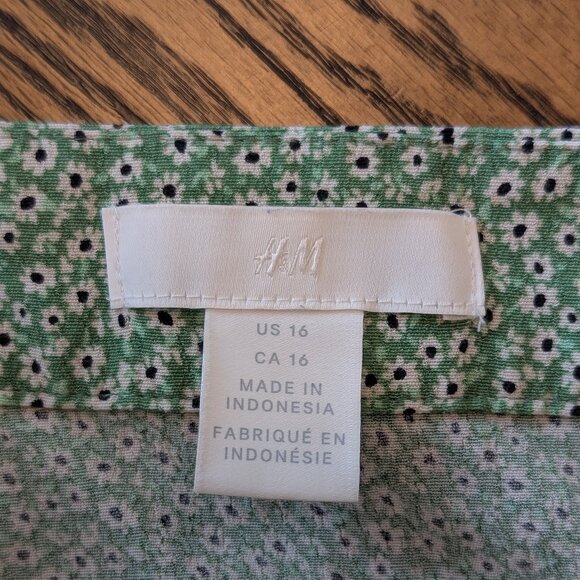 H&M
US 16
CA 16
MADE IN
INDONESIA
FABRIQUÉ EN
INDONÉSIE